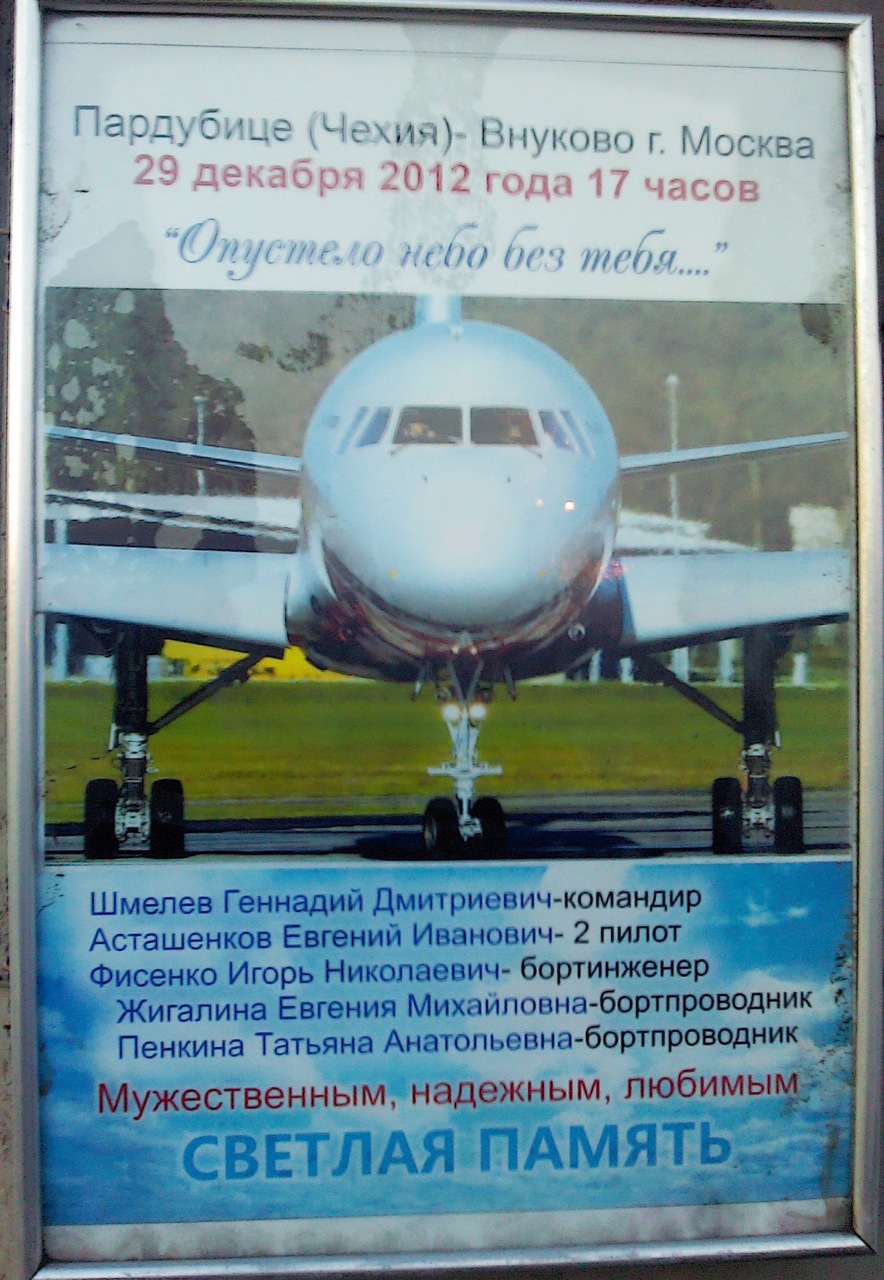 Пардубице (Чехия)- Внуково г. Москва
29 декабря 2012 года 17 часов
“Опустело небо без тебя....”
Шмелев Геннадий Дмитриевич-командир
Асташенков Евгений Иванович- 2 пилот
Фисенко Игорь Николаевич- бортинженер
Жигалина Евгения Михайловна-бортпроводник
Пенкина Татьяна Анатольевна-бортпроводник
Мужественным, надежным, любимым
СВЕТЛАЯ ПАМЯТЬ